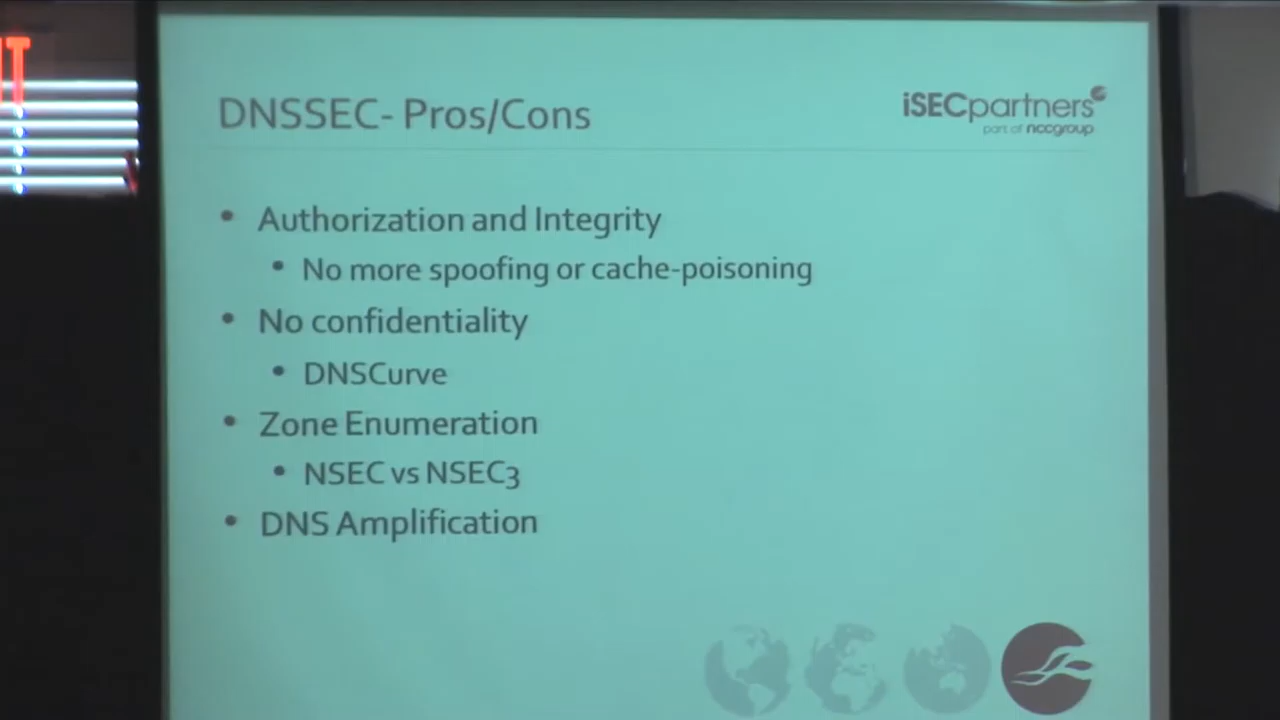 IT
DNSSEC- Pros/Cons
iSECpartners
part of nccgroup
• Authorization and Integrity
• No more spoofing or cache-poisoning
• No confidentiality
• DNSCurve
• Zone Enumeration
• NSEC vs NSEC3
• DNS Amplification